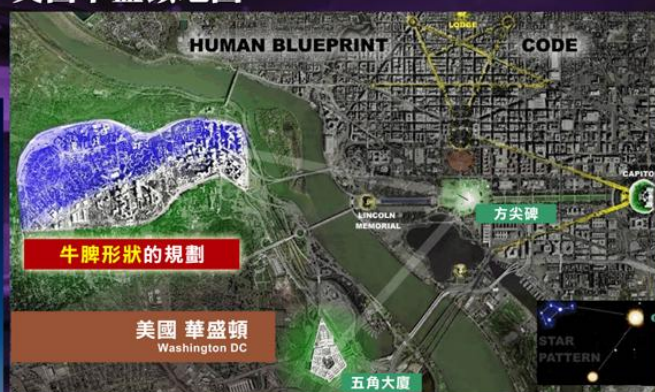 LODGE
HUMAN BLUEPRINT CODE
CAPITO
LINCOLN
MEMORIAL
方尖碑
牛脾形狀的規劃
美國 華盛頓
Washington DC
STAR
PATTERN
五角大廈